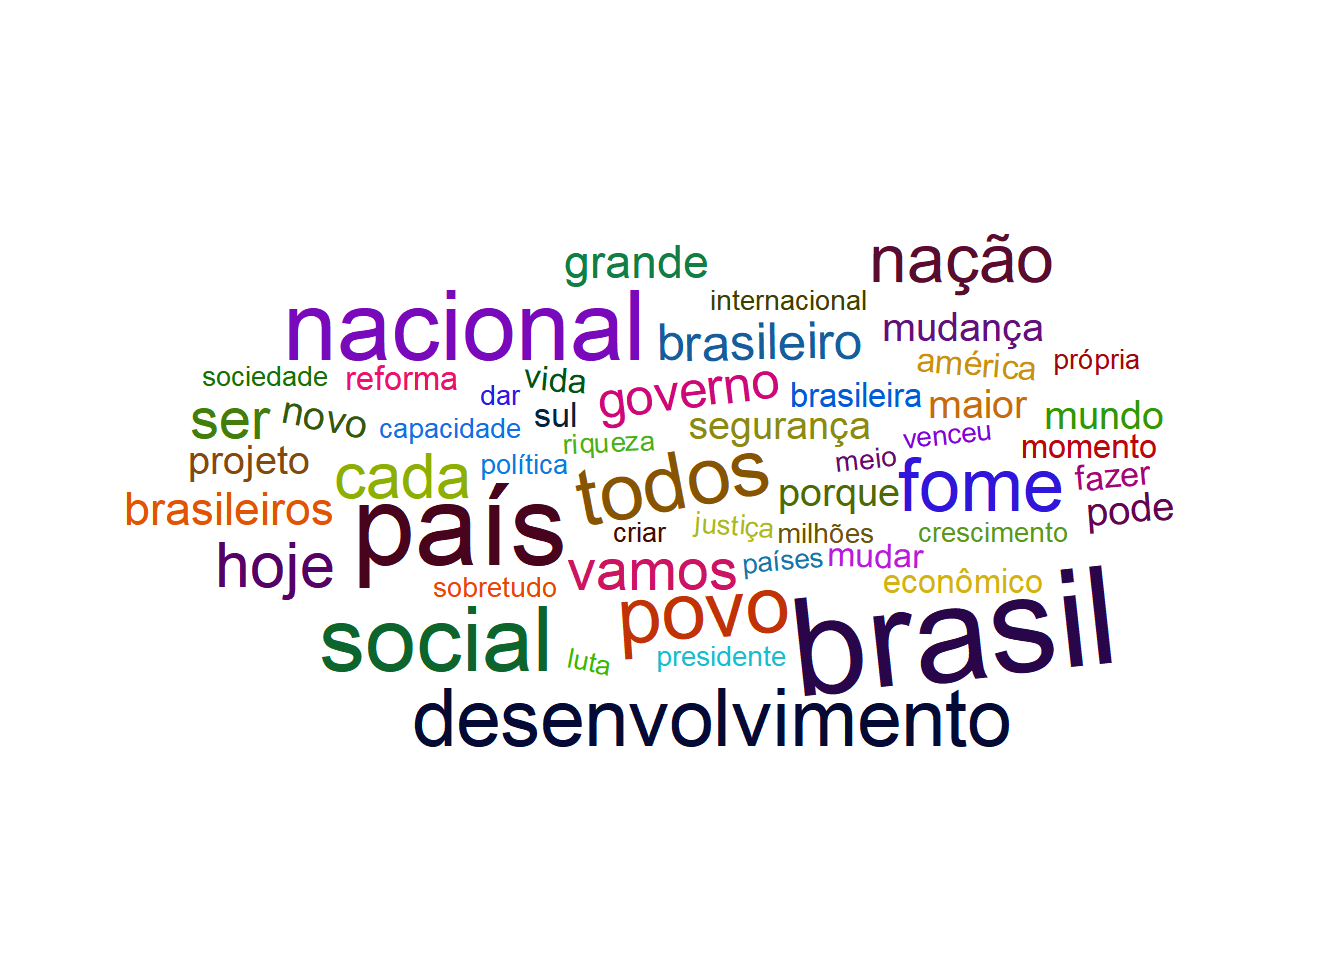 grande
nação
nacional
internacional
brasileiro
mudança
américa
própria
sociedade
reforma
dar
vida
governo
brasileira
maior
mundo
ser
novo
capacidade
sul
riqueza
segurança
venceu
momento
projeto
cada
política
todos
meio
porque
fome
fazer
pode
brasileiros
país
criar
justiça
milhões
crescimento
hoje
sobretudo
vamos
países
mudar
econômico
social
luta
povo
presidente
brasil
desenvolvimento